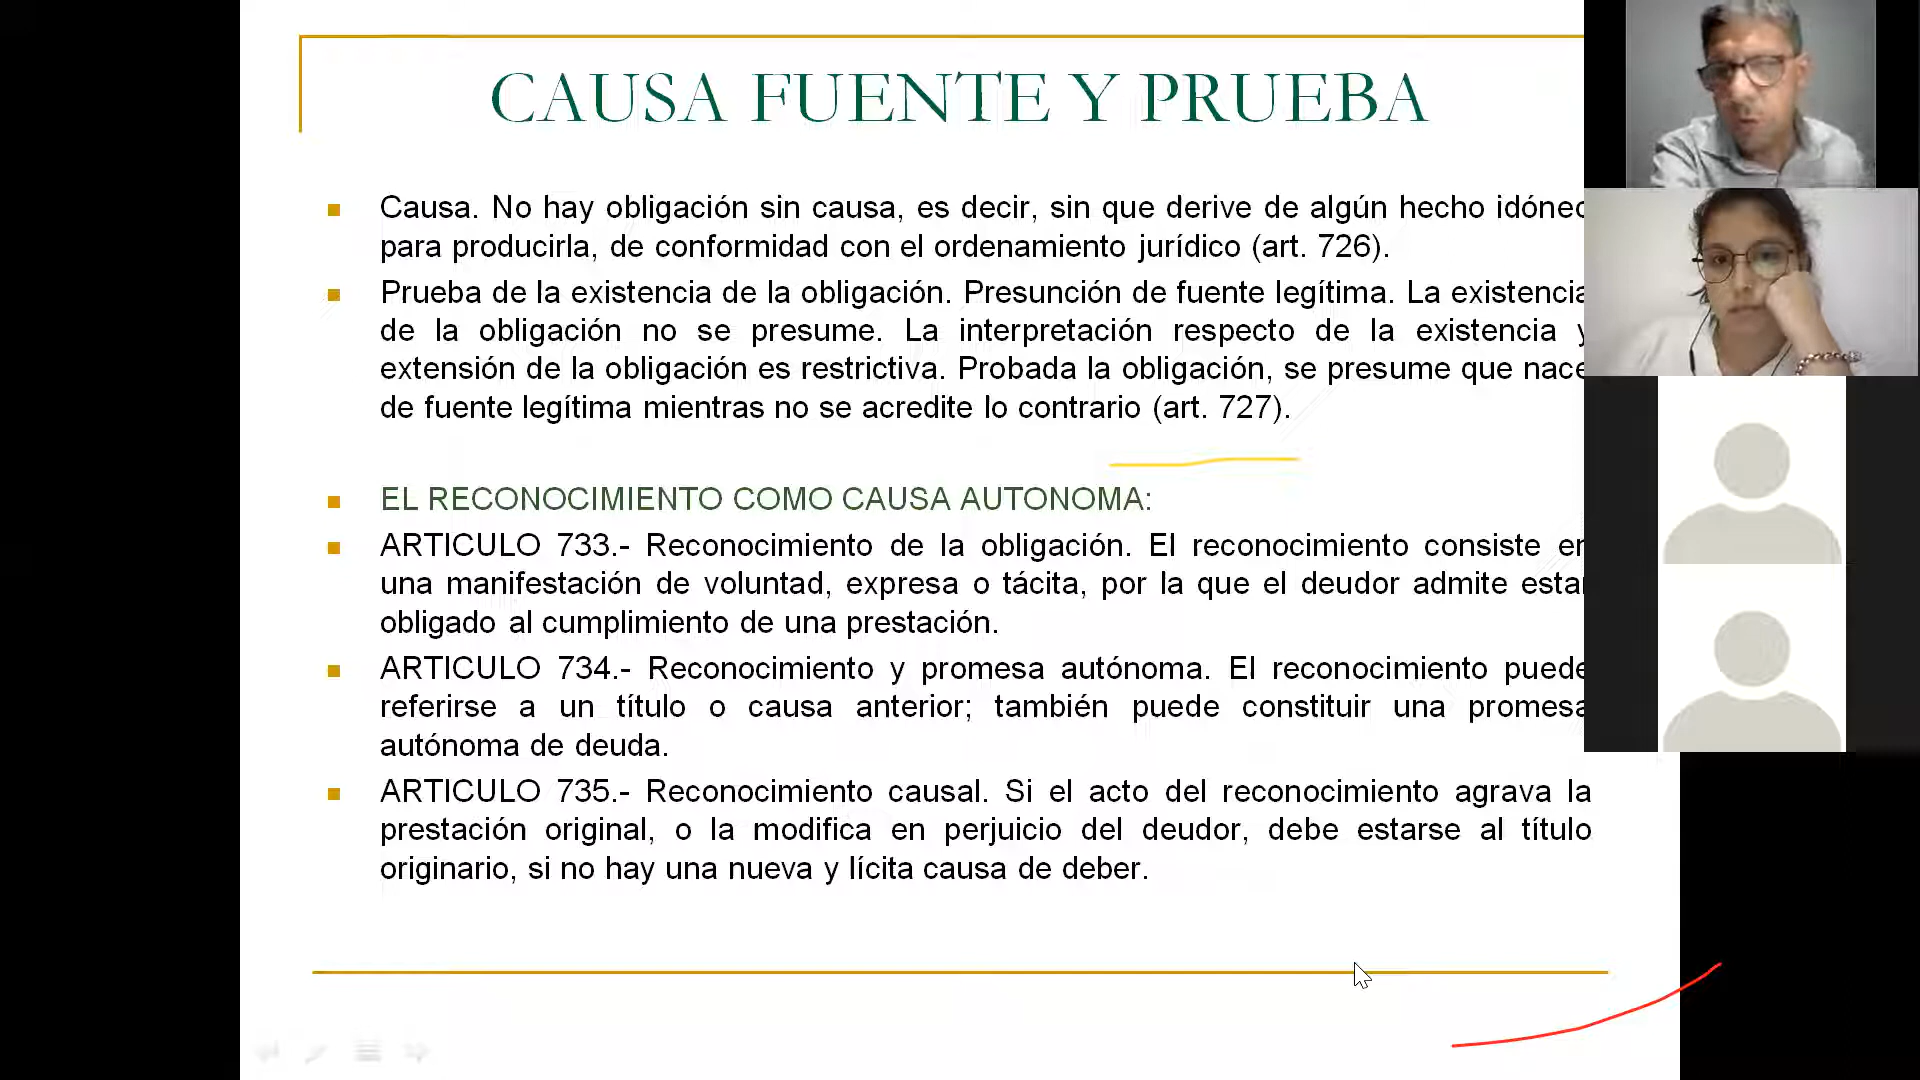 CAUSA FUENTE Y PRUEBA
Causa. No hay obligación sin causa, es decir, sin que derive de algún hecho idóneo
para producirla, de conformidad con el ordenamiento jurídico (art. 726).
Prueba de la existencia de la obligación. Presunción de fuente legítima. La existencia
de la obligación no se presume. La interpretación respecto de la existencia y
extensión de la obligación es restrictiva. Probada la obligación, se presume que nace
de fuente legítima mientras no se acredite lo contrario (art. 727).
EL RECONOCIMIENTO COMO CAUSA AUTONOMA:
ARTICULO 733.- Reconocimiento de la obligación. El reconocimiento consiste en
una manifestación de voluntad, expresa o tácita, por la que el deudor admite estar
obligado al cumplimiento de una prestación.
ARTICULO 734.- Reconocimiento y promesa autónoma. El reconocimiento puede
referirse a un título o causa anterior; también puede constituir una promesa
autónoma de deuda.
ARTICULO 735.- Reconocimiento causal. Si el acto del reconocimiento agrava la
prestación original, o la modifica en perjuicio del deudor, debe estarse al título
originario, si no hay una nueva y lícita causa de deber.